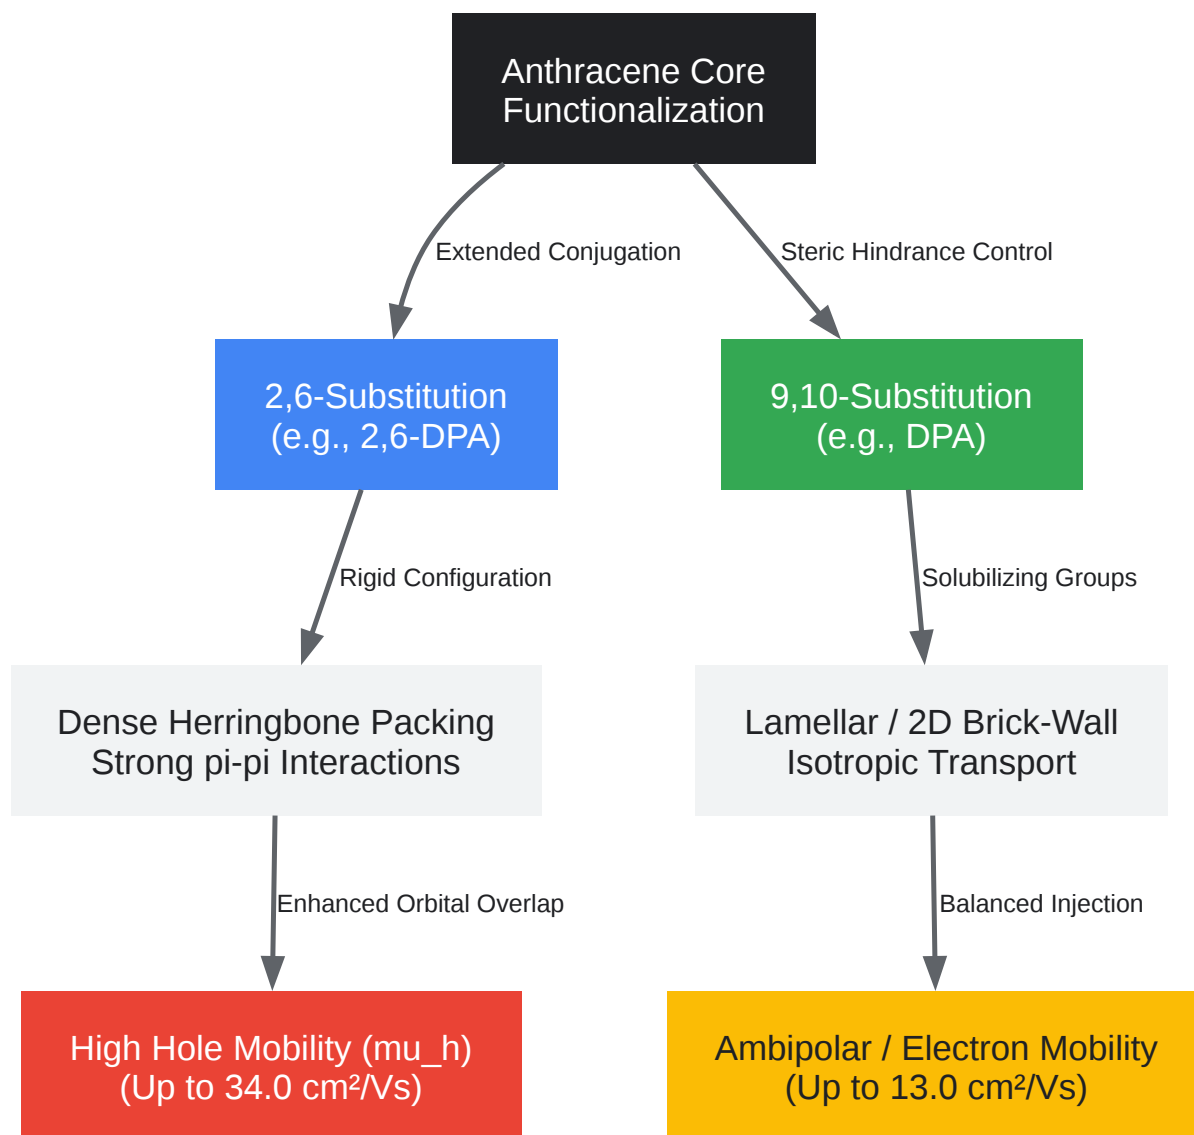 Anthracene Core
Functionalization
Extended Conjugation
Steric Hindrance Control
2,6-Substitution
(e.g., 2,6-DPA)
9,10-Substitution
(e.g., DPA)
Rigid Configuration
Solubilizing Groups
Dense Herringbone Packing
Strong pi-pi Interactions
Lamellar / 2D Brick-Wall
Isotropic Transport
Enhanced Orbital Overlap
Balanced Injection
High Hole Mobility (mu_h)
(Up to 34.0 cm²/Vs)
Ambipolar / Electron Mobility
(Up to 13.0 cm²/Vs)